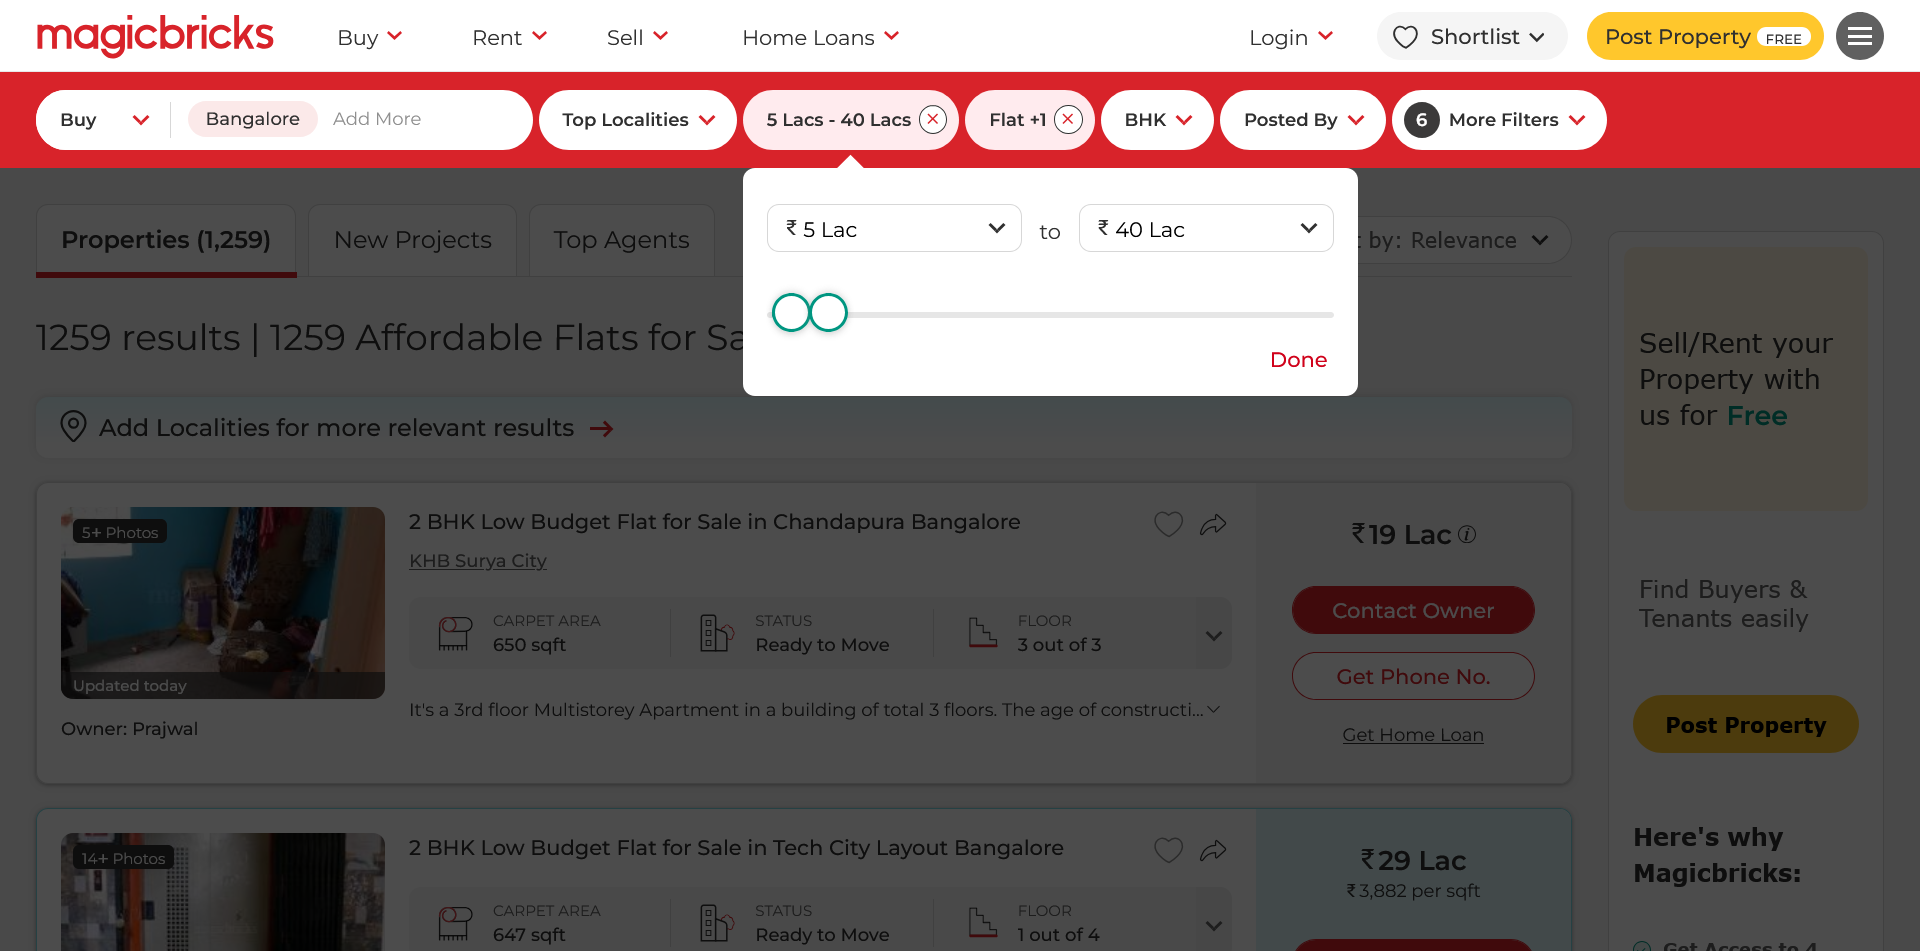 magicbricks
Buy
Rent
Sell
Home Loans
Login
Shortlist
Post Property FREE
Buy
Bangalore
Add More
Top Localities
5 Lacs - 40 Lacs
Flat +1
BHK
Posted By
6 More Filters
₹ 5 Lac
to
₹ 40 Lac
Done
Properties (1,259)
New Projects
Top Agents
by: Relevance
1259 results | 1259 Affordable Flats for Sa
Add Localities for more relevant results
5+ Photos
Updated today
Owner: Prajwal
2 BHK Low Budget Flat for Sale in Chandapura Bangalore
KHB Surya City
CARPET AREA
650 sqft
STATUS
Ready to Move
FLOOR
3 out of 3
It's a 3rd floor Multistorey Apartment in a building of total 3 floors. The age of constructi...
₹19 Lac
Contact Owner
Get Phone No.
Get Home Loan
14+ Photos
2 BHK Low Budget Flat for Sale in Tech City Layout Bangalore
CARPET AREA
647 sqft
STATUS
Ready to Move
FLOOR
1 out of 4
₹29 Lac
₹3,882 per sqft
Sell/Rent your
Property with
us for Free
Find Buyers &
Tenants easily
Post Property
Here's why
Magicbricks:
Get Access to 4